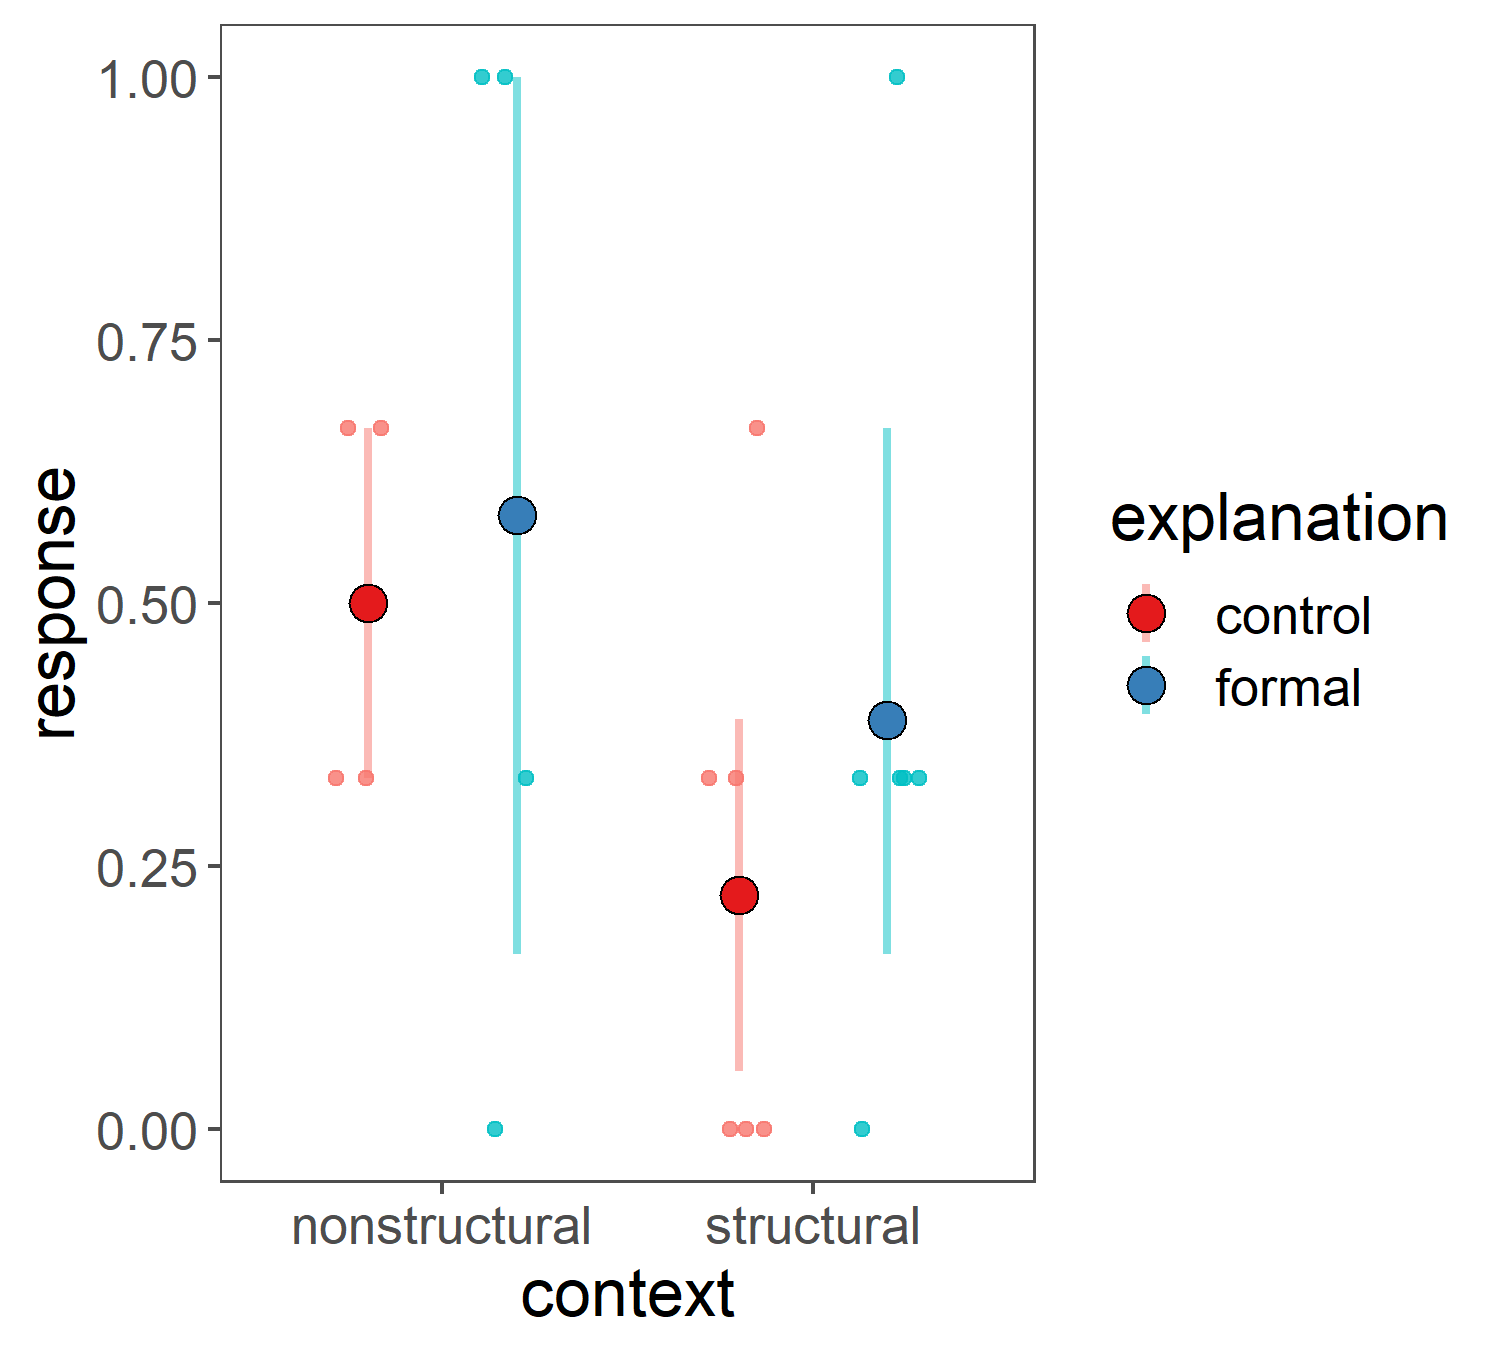 1.00
0.75
0.50
0.25
0.00
response
nonstructural
structural
context
explanation
control
formal